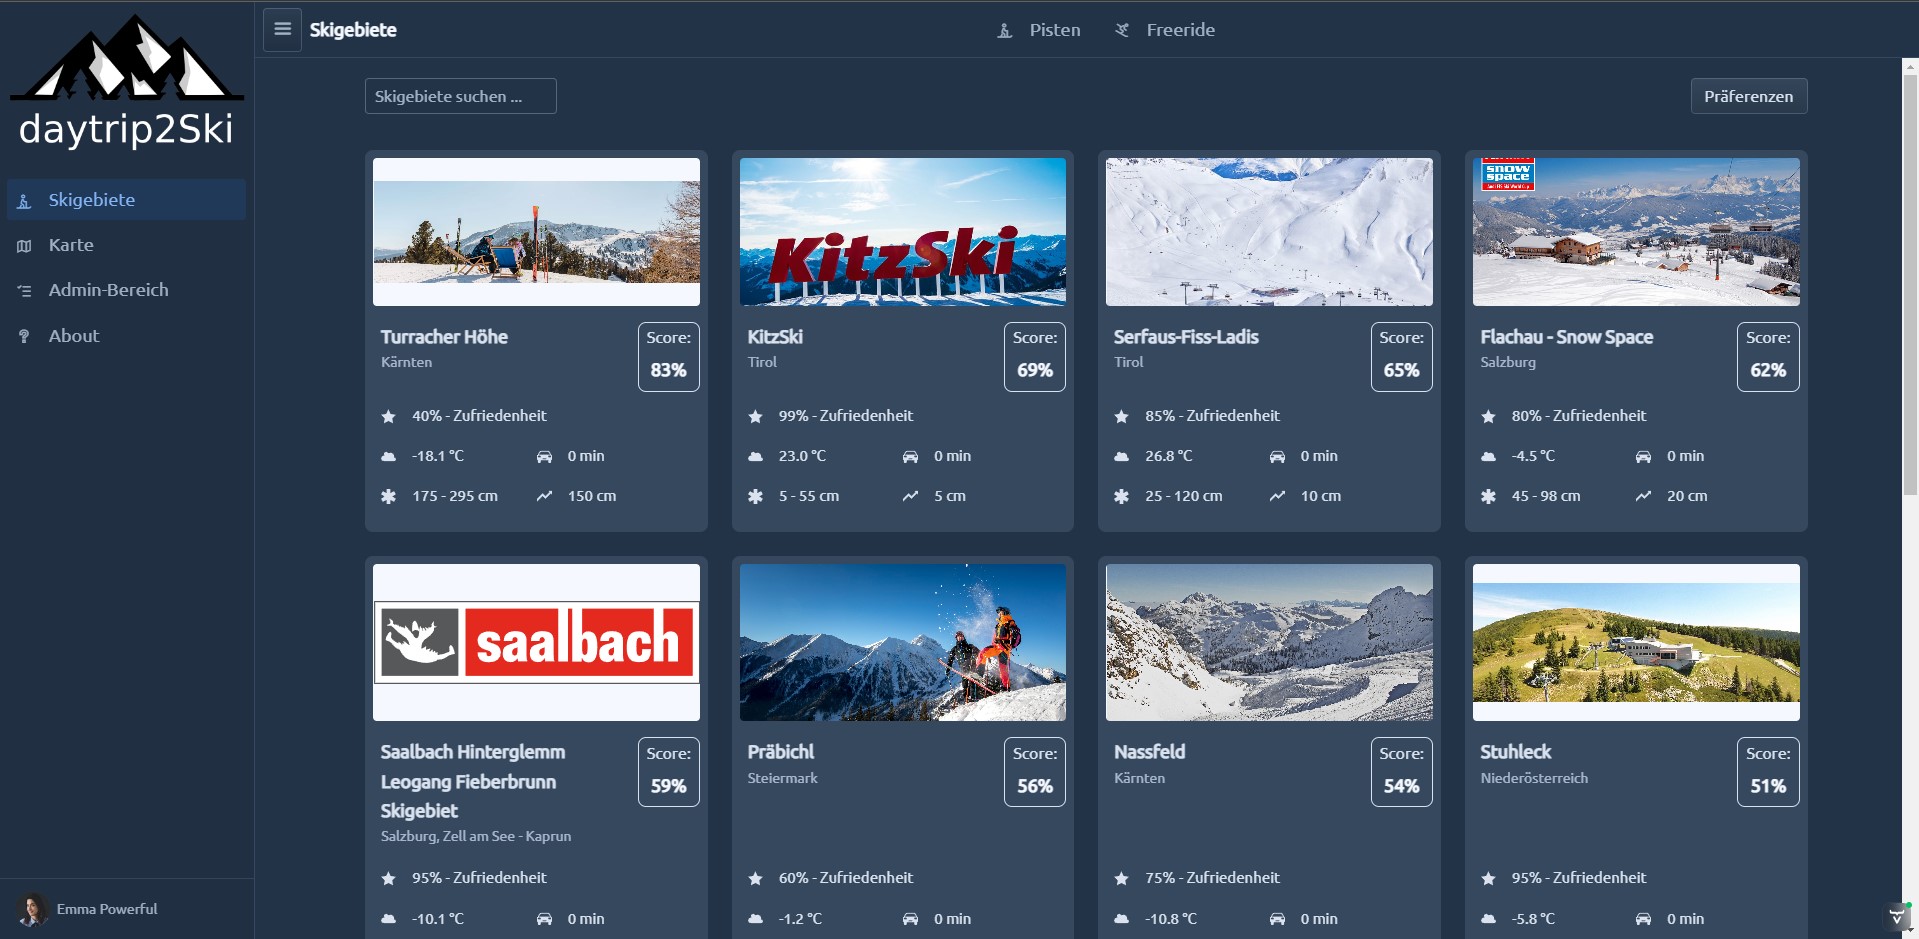 daytrip2Ski
Skigebiete
Karte
Admin-Bereich
About
Emma Powerful
Skigebiete
Pisten
Freeride
Skigebiete suchen ...
Präferenzen
KitzSki
snow
space
Turracher Höhe
Kärnten
Score:
83%
40% - Zufriedenheit
-18.1 °C
0 min
175 - 295 cm
150 cm
KitzSki
Tirol
Score:
69%
99% - Zufriedenheit
23.0 °C
0 min
5 - 55 cm
5 cm
Serfaus-Fiss-Ladis
Tirol
Score:
65%
85% - Zufriedenheit
26.8 °C
0 min
25 - 120 cm
10 cm
Flachau - Snow Space
Salzburg
Score:
62%
80% - Zufriedenheit
-4.5 °C
0 min
45 - 98 cm
20 cm
saalbach
Saalbach Hinterglemm
Leogang Fieberbrunn
Skigebiet
Salzburg, Zell am See - Kaprun
Score:
59%
95% - Zufriedenheit
-10.1 °C
0 min
Präbichl
Steiermark
Score:
56%
60% - Zufriedenheit
-1.2 °C
0 min
Nassfeld
Kärnten
Score:
54%
75% - Zufriedenheit
-10.8 °C
0 min
Stuhleck
Niederösterreich
Score:
51%
95% - Zufriedenheit
-5.8 °C
0 min